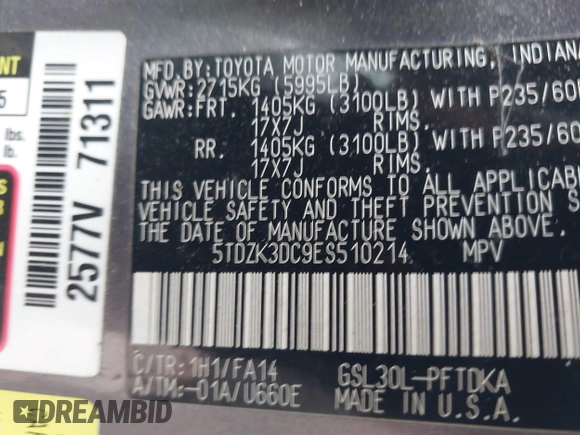 MFD.BY:TOYOTA MOTOR MANUFACTURING, INDIANA
GVWR:2715KG (5995LB)
GAWR:FRT. 1405KG (3100LB) WITH P235/60
17X7J RIMS.
RR. 1405KG (3100LB) WITH P235/60
17X7J RIMS.
THIS VEHICLE CONFORMS TO ALL APPLICAB
VEHICLE SAFETY AND THEFT PREVENTION S
THE DATE OF MANUFACTURE SHOWN ABOVE.
5TDZK3DC9ES510214 MPV
C/TR:1H1/FA14
A/TM:-01A/U660E
GSL30L-PFTDKA
MADE IN U.S.A.
2577V 71311
lbs.
lb.
DREAMBID